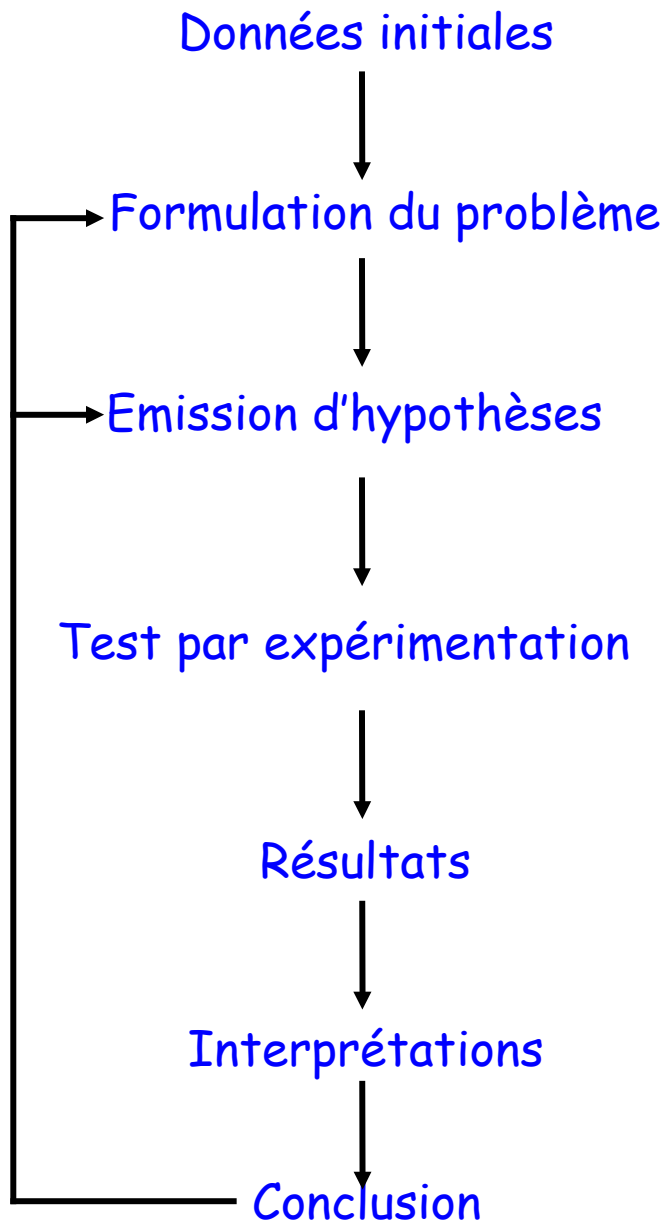 Données initiales
Formulation du problème
Emission d'hypothèses
Test par expérimentation
Résultats
Interprétations
Conclusion